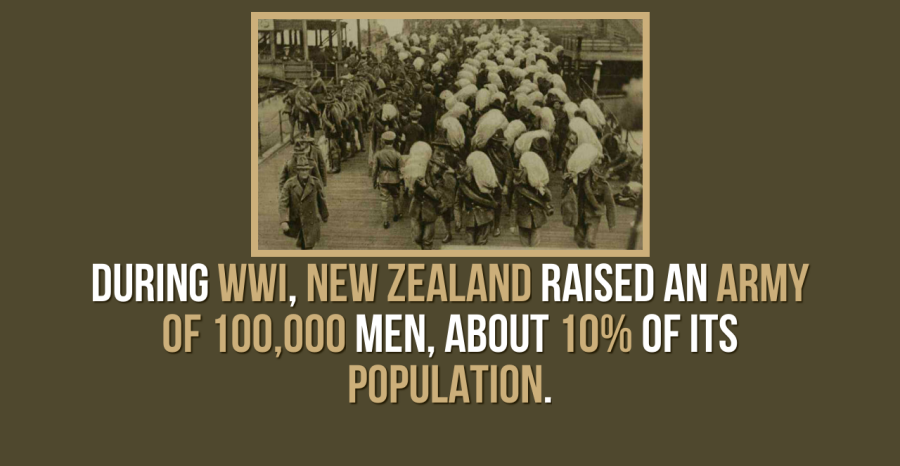 DURING WWI, NEW ZEALAND RAISED AN ARMY
OF 100,000 MEN, ABOUT 10% OF ITS
POPULATION.